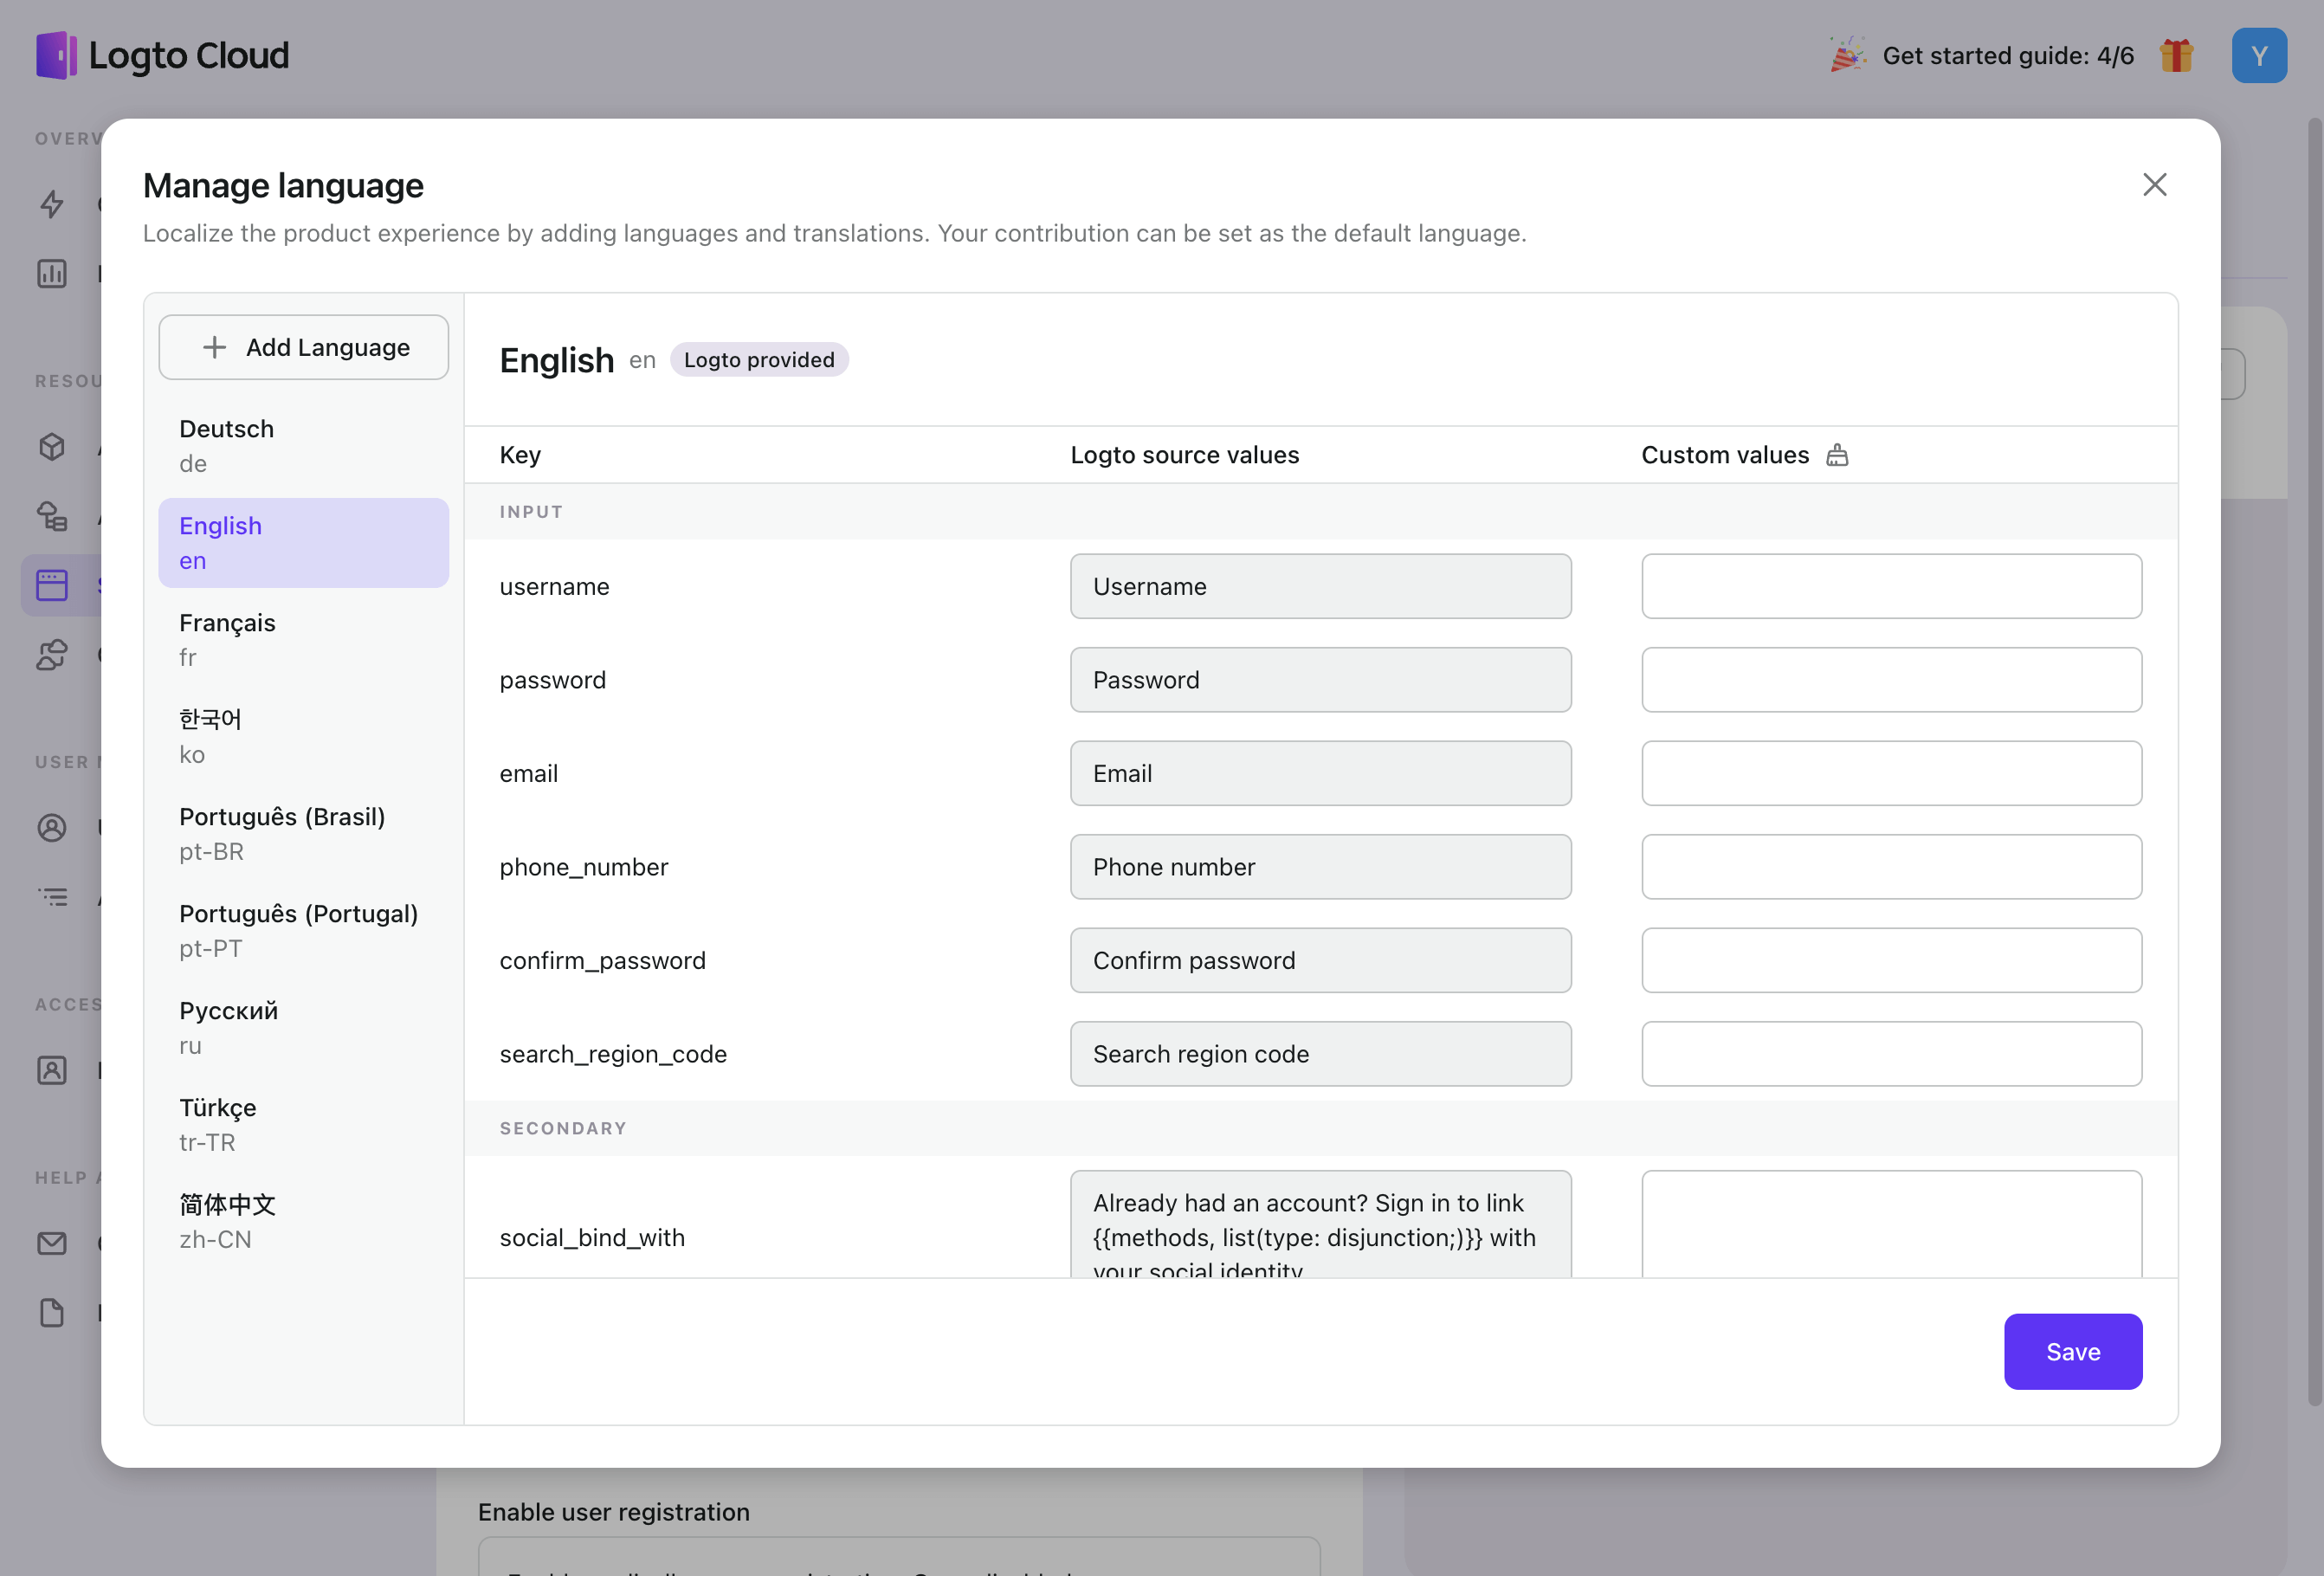 Logto Cloud
Get started guide: 4/6
Y
OVERV
RESOU
USER
ACCES
HELP
Manage language
Localize the product experience by adding languages and translations. Your contribution can be set as the default language.
Add Language
Deutsch
de
English
en
Français
fr
한국어
ko
Português (Brasil)
pt-BR
Português (Portugal)
pt-PT
Русский
ru
Türkçe
tr-TR
简体中文
zh-CN
English en Logto provided
Key Logto source values Custom values
INPUT
username Username
password Password
email Email
phone_number Phone number
confirm_password Confirm password
search_region_code Search region code
SECONDARY
social_bind_with
Already had an account? Sign in to link
{{methods, list(type: disjunction;)}} with
your social identity
Save
Enable user registration